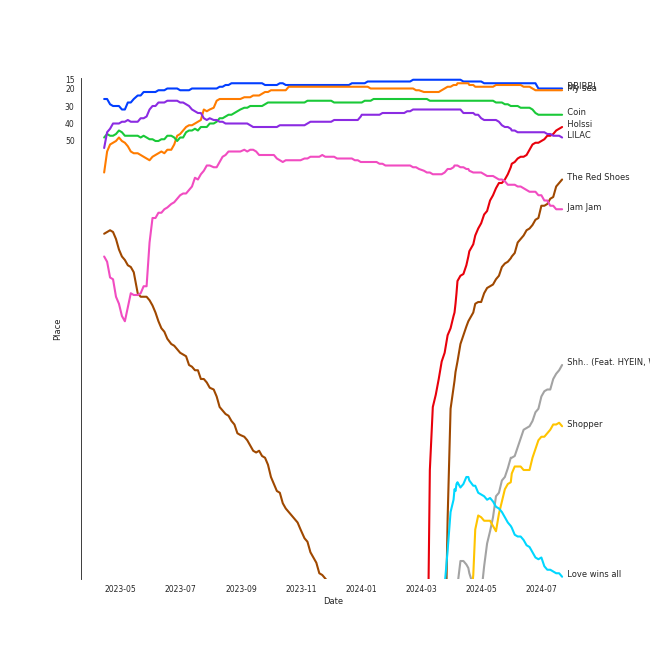 15
20
30
40
50
Place
My sea
Coin
Holssi
LILAC
The Red Shoes
Jam Jam
Shh.. (Feat. HYEIN,
Shopper
Love wins all
2023-05
2023-07
2023-09
2023-11
2024-01
2024-03
2024-05
2024-07
Date